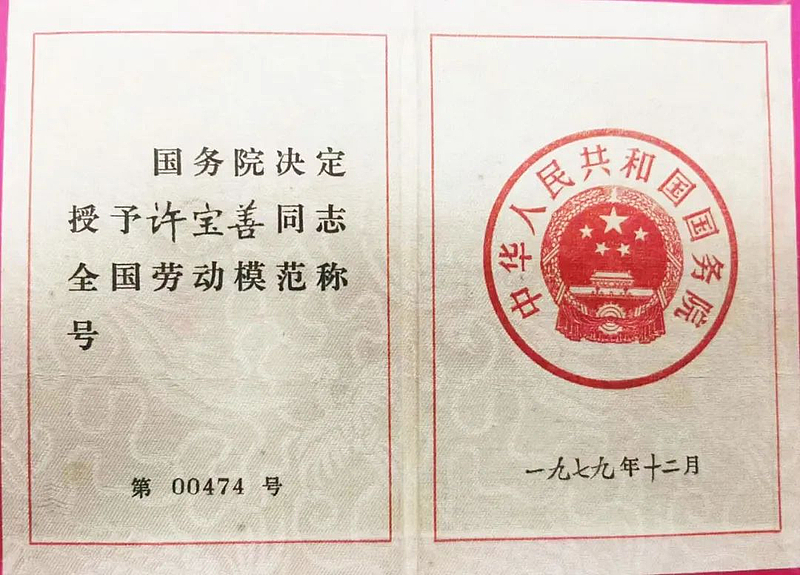 国务院决定
授予许宝善同志
全国劳动模范称
号
第 00474 号
中华人民共和国国务院
一九七九年十二月